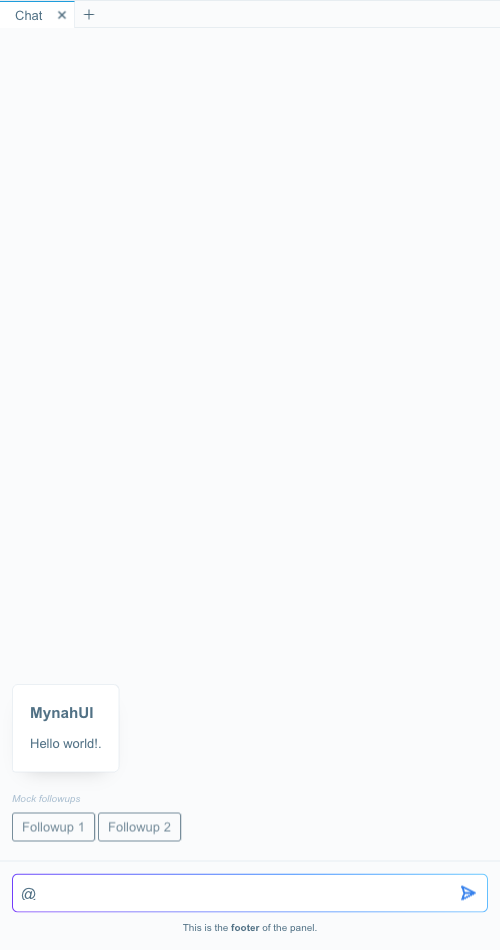 Chat
MynahUI
Hello world!.
Mock followups
Followup 1 Followup 2
@
This is the footer of the panel.